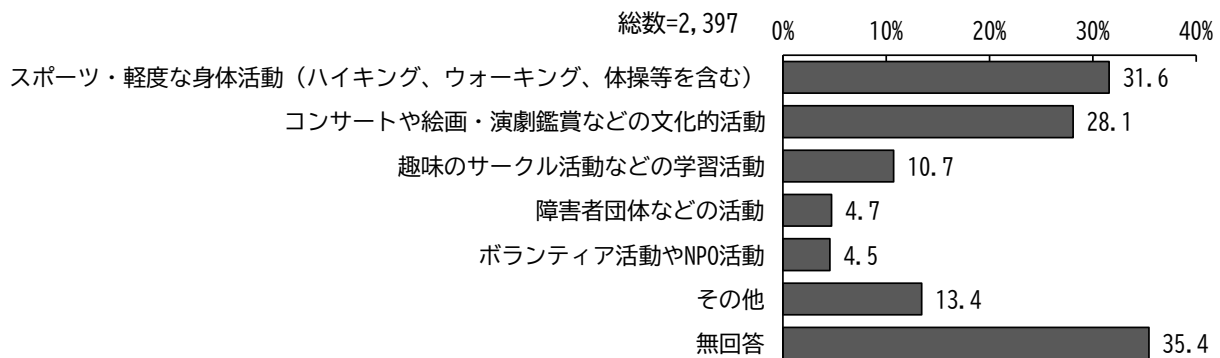 総数=2,397
0% 10% 20% 30% 40%
スポーツ・軽度な身体活動（ハイキング、ウォーキング、体操等を含む） 31.6
コンサートや絵画・演劇鑑賞などの文化的活動 28.1
趣味のサークル活動などの学習活動 10.7
障害者団体などの活動 4.7
ボランティア活動やNPO活動 4.5
その他 13.4
無回答 35.4